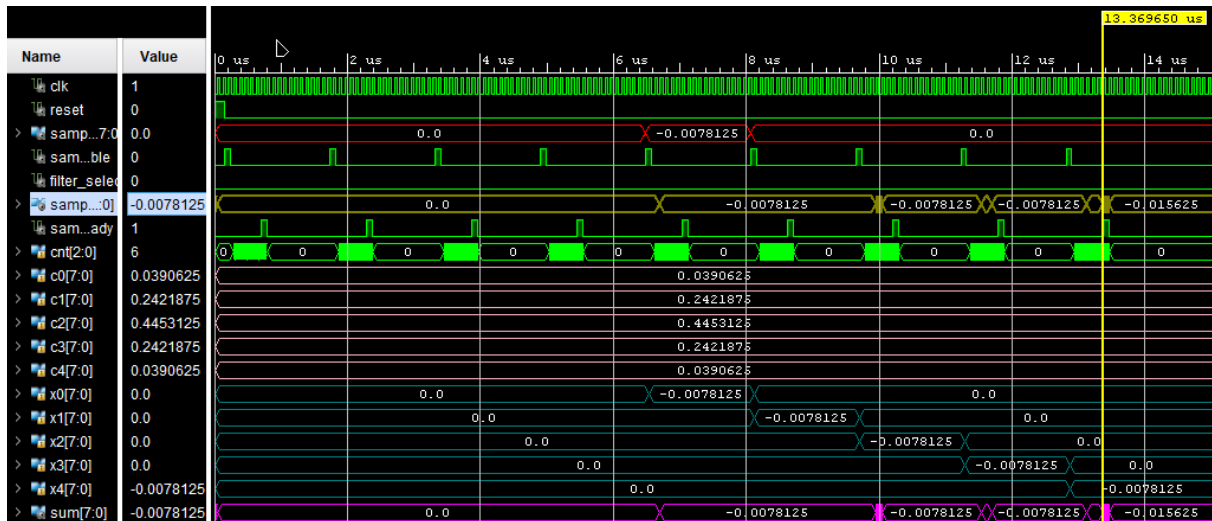 13.369650 us
Name Value 0 us 2 us 4 us 6 us 8 us 10 us 12 us 14 us
clk 1
reset 0
samp...7:0 0.0 0.0 -0.0078125 0.0
sam...ble 0
filter_selec 0
samp...:0] -0.0078125 0.0 -0.0078125 -0.0078125 -0.0078125 -0.015625
sam...ady 1
cnt[2:0] 6 0 0 0 0 0 0 0 0 0 0
c0[7:0] 0.0390625 0.0390625
c1[7:0] 0.2421875 0.2421875
c2[7:0] 0.4453125 0.4453125
c3[7:0] 0.2421875 0.2421875
c4[7:0] 0.0390625 0.0390625
x0[7:0] 0.0 0.0 -0.0078125 0.0
x1[7:0] 0.0 0.0 -0.0078125 0.0
x2[7:0] 0.0 0.0 -0.0078125 0.0
x3[7:0] 0.0 0.0 -0.0078125 0.0
x4[7:0] -0.0078125 0.0 -0.0078125
sum[7:0] -0.0078125 0.0 -0.0078125 -0.0078125 -0.0078125 -0.015625